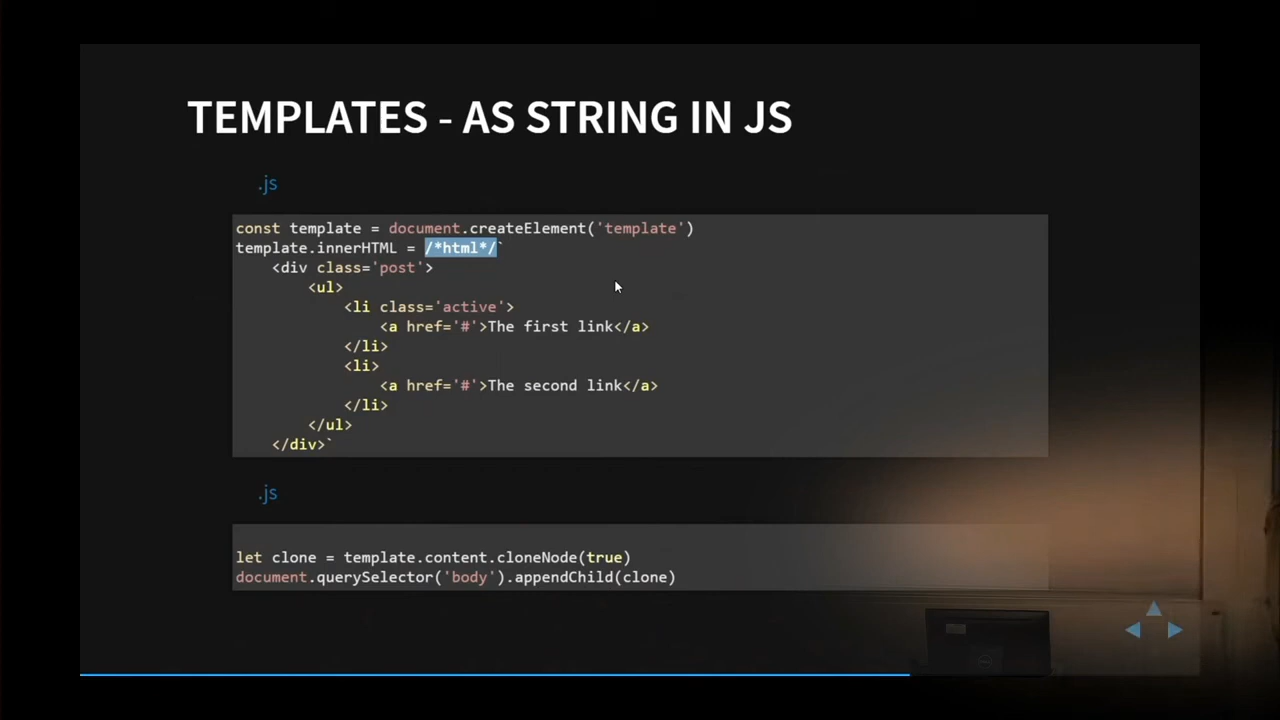 TEMPLATES - AS STRING IN JS
.js
const template = document.createElement('template')
template.innerHTML = /*html*/`
    <div class='post'>
        <ul>
            <li class='active'>
                <a href='#'>The first link</a>
            </li>
            <li>
                <a href='#'>The second link</a>
            </li>
        </ul>
    </div>`
.js
let clone = template.content.cloneNode(true)
document.querySelector('body').appendChild(clone)